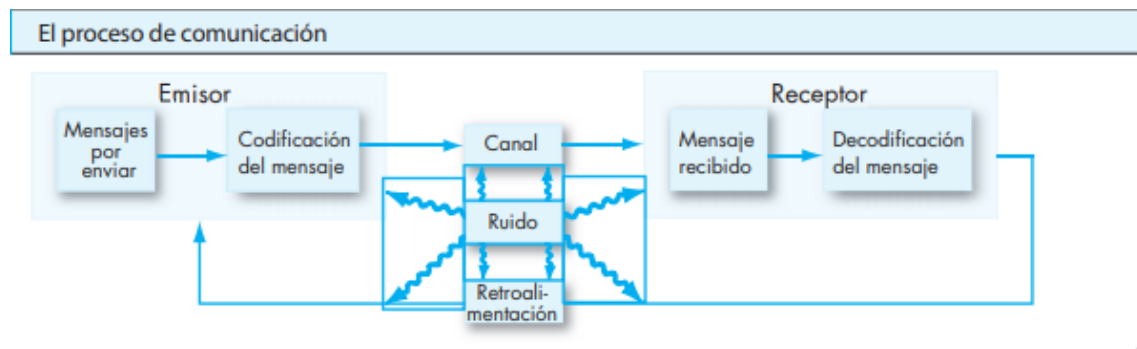 El proceso de comunicación
Emisor
Mensajes
por
enviar
Codificación
del mensaje
Canal
Ruido
Retroali-
mentación
Receptor
Mensaje
recibido
Decodificación
del mensaje